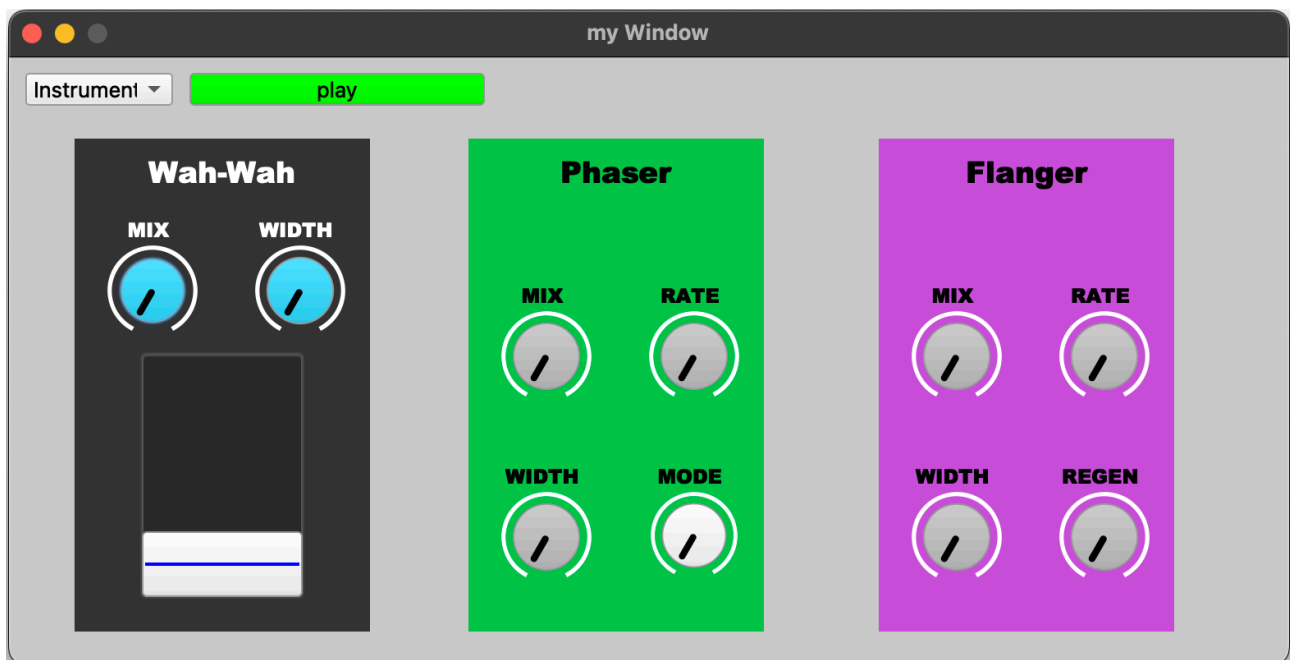 my Window
Instrument
play
Wah-Wah
Phaser
Flanger
MIX
WIDTH
MIX
RATE
MIX
RATE
WIDTH
MODE
WIDTH
REGEN